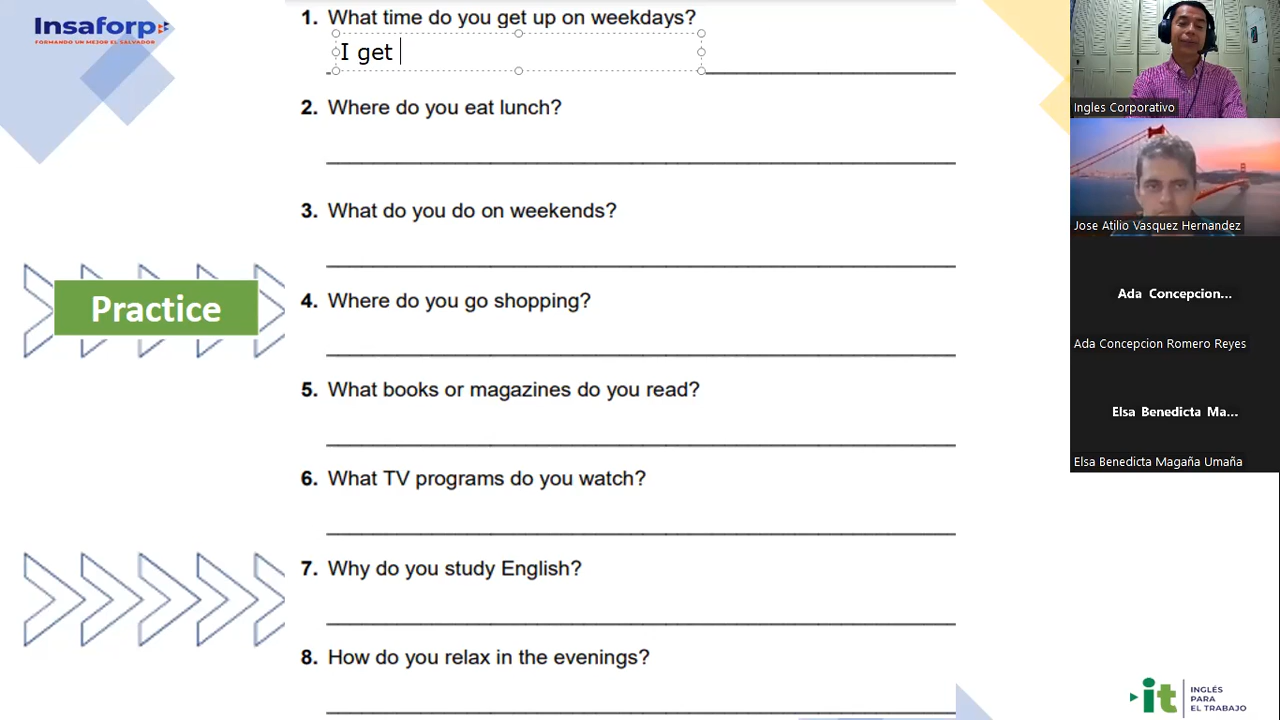 Insaforp
FORMANDO UN MEJOR EL SALVADOR
1. What time do you get up on weekdays?
I get
2. Where do you eat lunch?
3. What do you do on weekends?
4. Where do you go shopping?
5. What books or magazines do you read?
6. What TV programs do you watch?
7. Why do you study English?
8. How do you relax in the evenings?
Practice
Ingles Corporativo
Jose Atilio Vasquez Hernandez
Ada Concepcion...
Ada Concepcion Romero Reyes
Elsa Benedicta Ma...
Elsa Benedicta Magaña Umaña
it
INGLÉS
PARA
EL TRABAJO